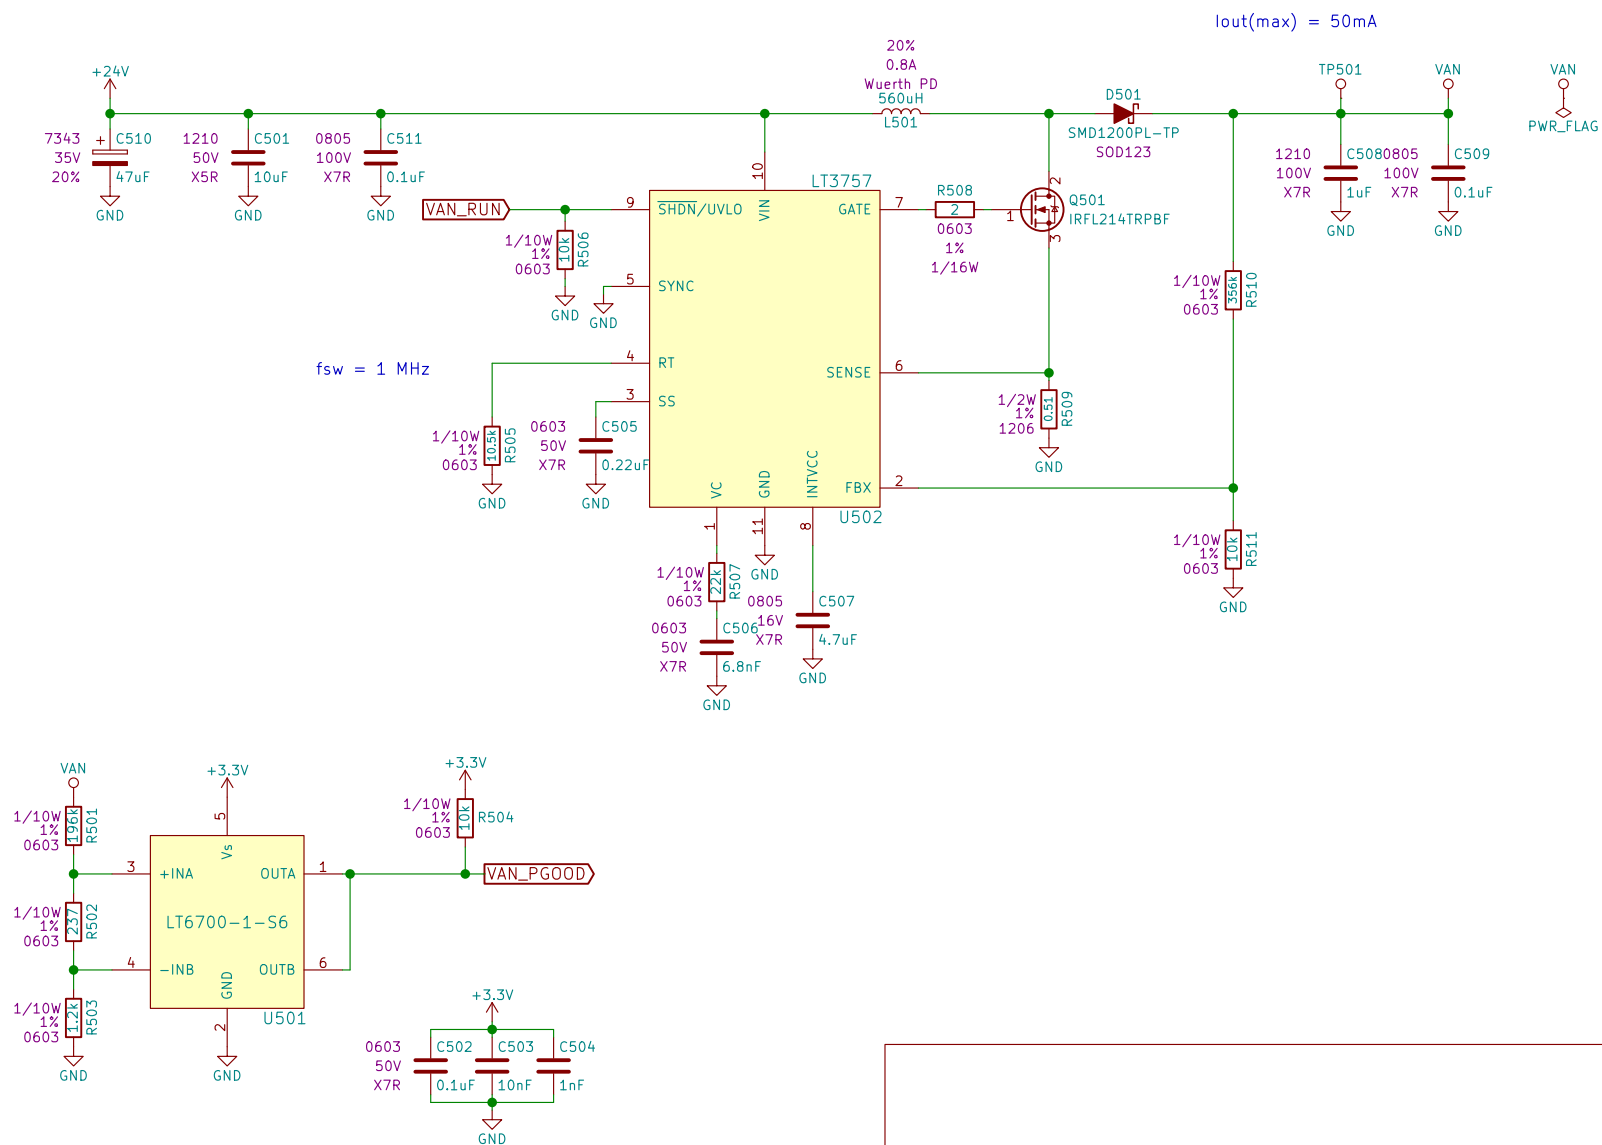 Iout(max) = 50mA
20%
0.8A
Wuerth PD
560uH
L501
+24V
7343
35V
20%
C510
47uF
GND
1210
50V
X5R
C501
10uF
GND
0805
100V
X7R
C511
0.1uF
GND
D501
SMD1200PL-TP
SOD123
TP501
VAN
VAN
PWR_FLAG
1210
100V
X7R
C508
1uF
GND
0805
100V
X7R
C509
0.1uF
GND
VAN_RUN
1/10W
1%
0603
10k
R506
GND
GND
LT3757
10
VIN
9
SHDN/UVLO
5
SYNC
4
RT
3
SS
GATE
7
SENSE
6
FBX
2
VC
1
GND
11
INTVCC
8
U502
R508
2
0603
1%
1/16W
2
1
3
Q501
IRFL214TRPBF
1/10W
1%
0603
356k
R510
fsw = 1 MHz
1/10W
1%
0603
10.5k
R505
GND
0603
50V
X7R
C505
0.22uF
GND
1/2W
1%
1206
0.51
R509
GND
1/10W
1%
0603
10k
R511
GND
1/10W
1%
0603
22k
R507
GND
0603
50V
X7R
C506
6.8nF
GND
0805
16V
X7R
C507
4.7uF
GND
VAN
1/10W
1%
0603
196k
R501
1/10W
1%
0603
237
R502
1/10W
1%
0603
1.2k
R503
GND
+3.3V
5
Vs
3
+INA
OUTA
1
LT6700-1-S6
4
-INB
OUTB
6
GND
2
U501
GND
+3.3V
1/10W
1%
0603
10k
R504
VAN_PGOOD
+3.3V
0603
50V
X7R
C502
0.1uF
C503
10nF
C504
1nF
GND